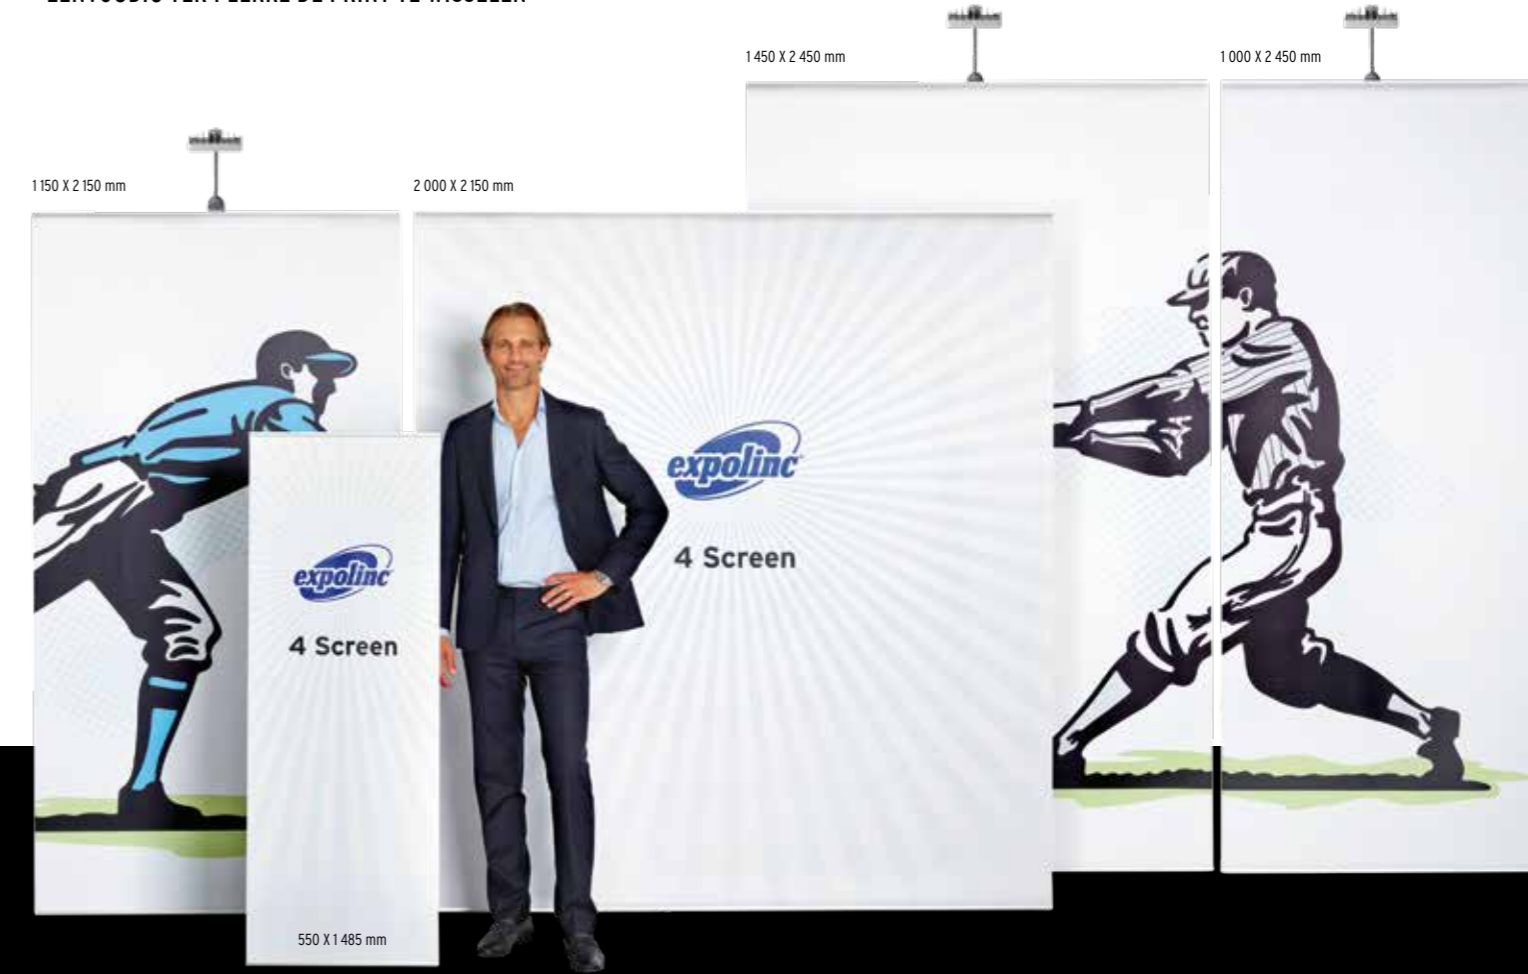 1 450 X 2 450 mm
1 000 X 2 450 mm
1 150 X 2 150 mm
2 000 X 2 150 mm
expolinc
4 Screen
expolinc
4 Screen
550 X 1 485 mm